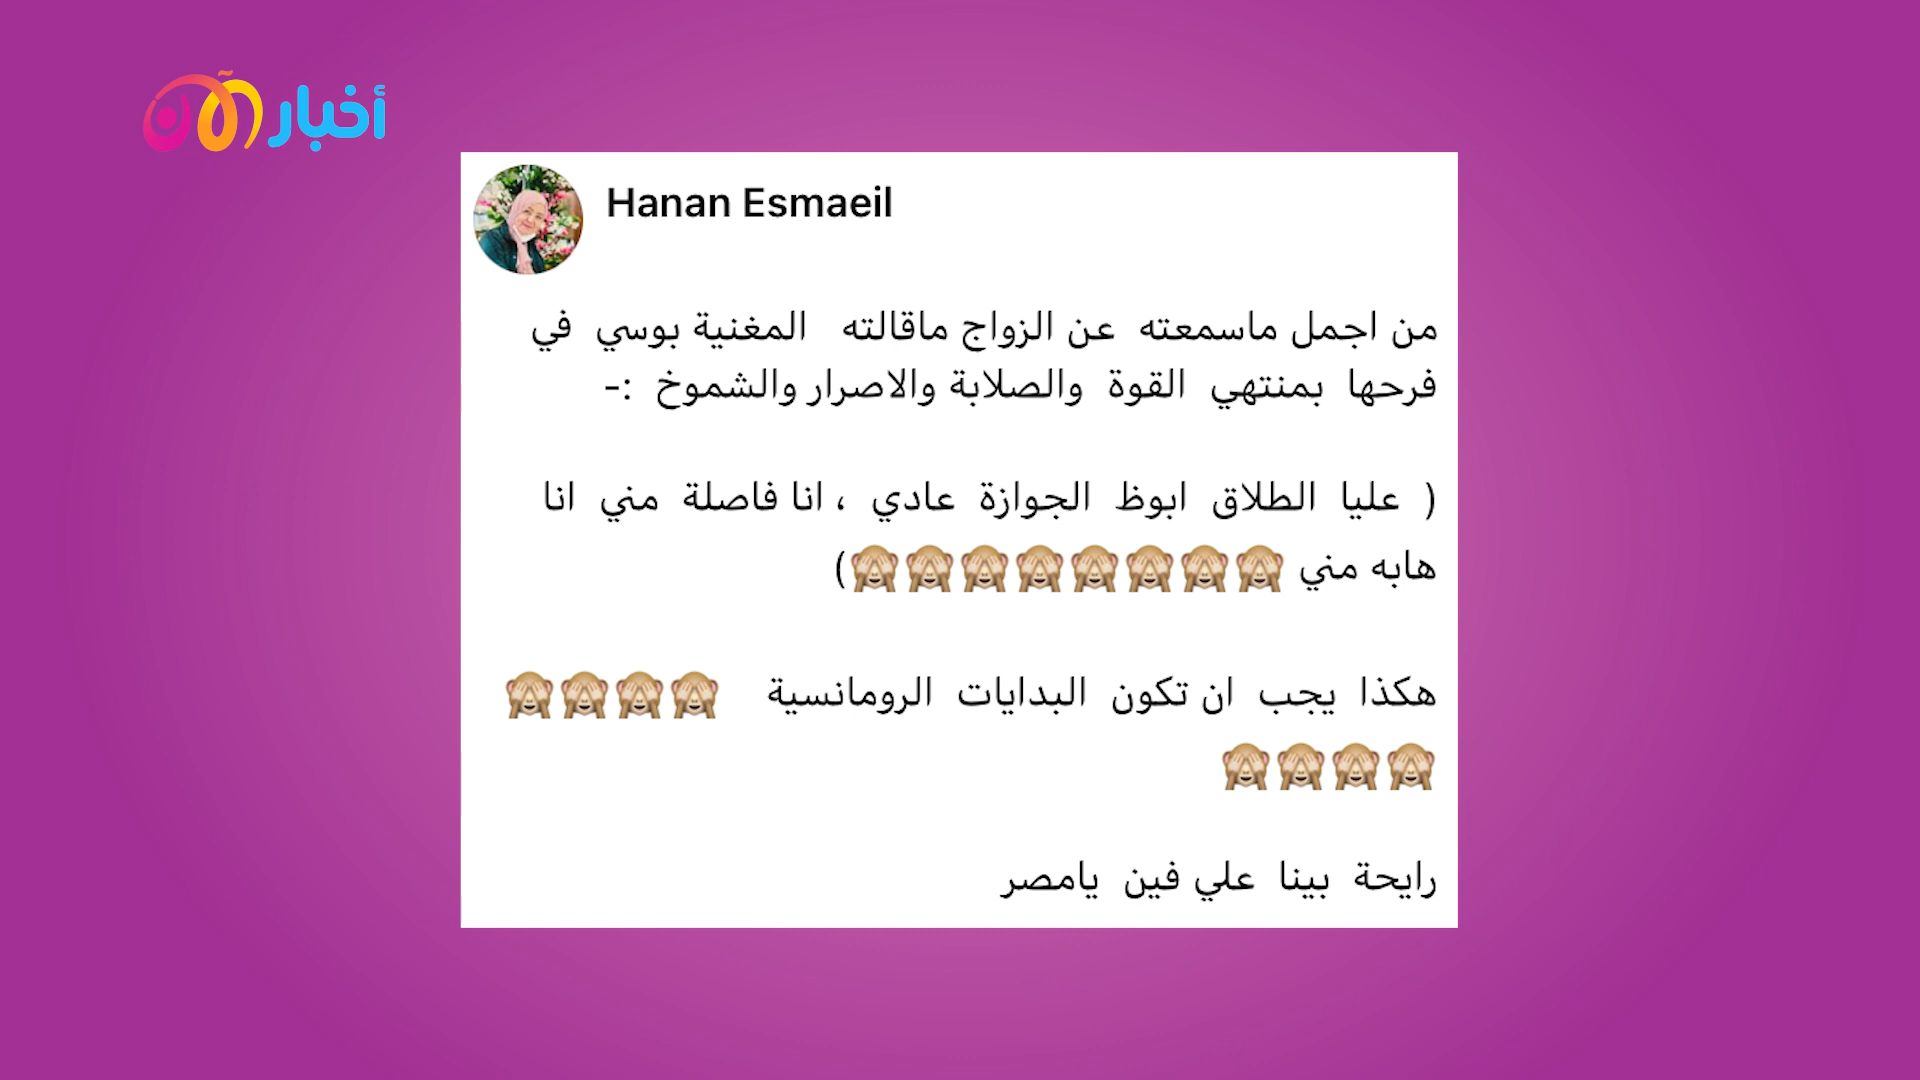 أخبار الآن
Hanan Esmaeil
من اجمل ماسمعته عن الزواج ماقالته المغنية بوسي في
فرحها بمنتهي القوة والصلابة والاصرار والشموخ :-
( عليا الطلاق ابوظ الجوازة عادي ، انا فاصلة مني انا
هابه مني 🙈🙈🙈🙈🙈🙈🙈🙈)
هكذا يجب ان تكون البدايات الرومانسية 🙈🙈🙈🙈
🙈🙈🙈🙈
رايحة بينا علي فين يامصر